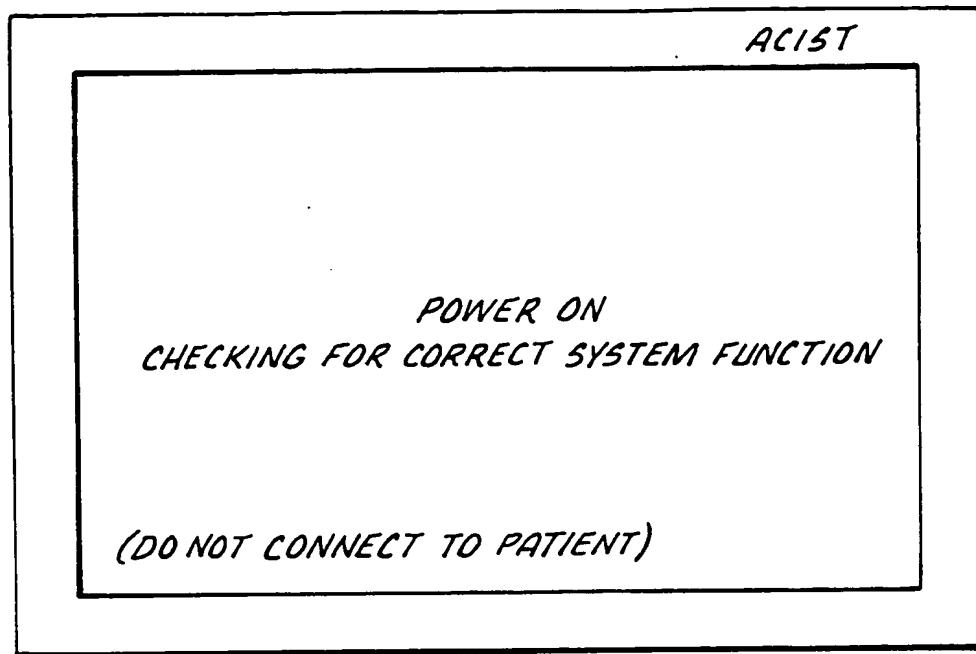 ACIST
POWER ON
CHECKING FOR CORRECT SYSTEM FUNCTION
(DO NOT CONNECT TO PATIENT)